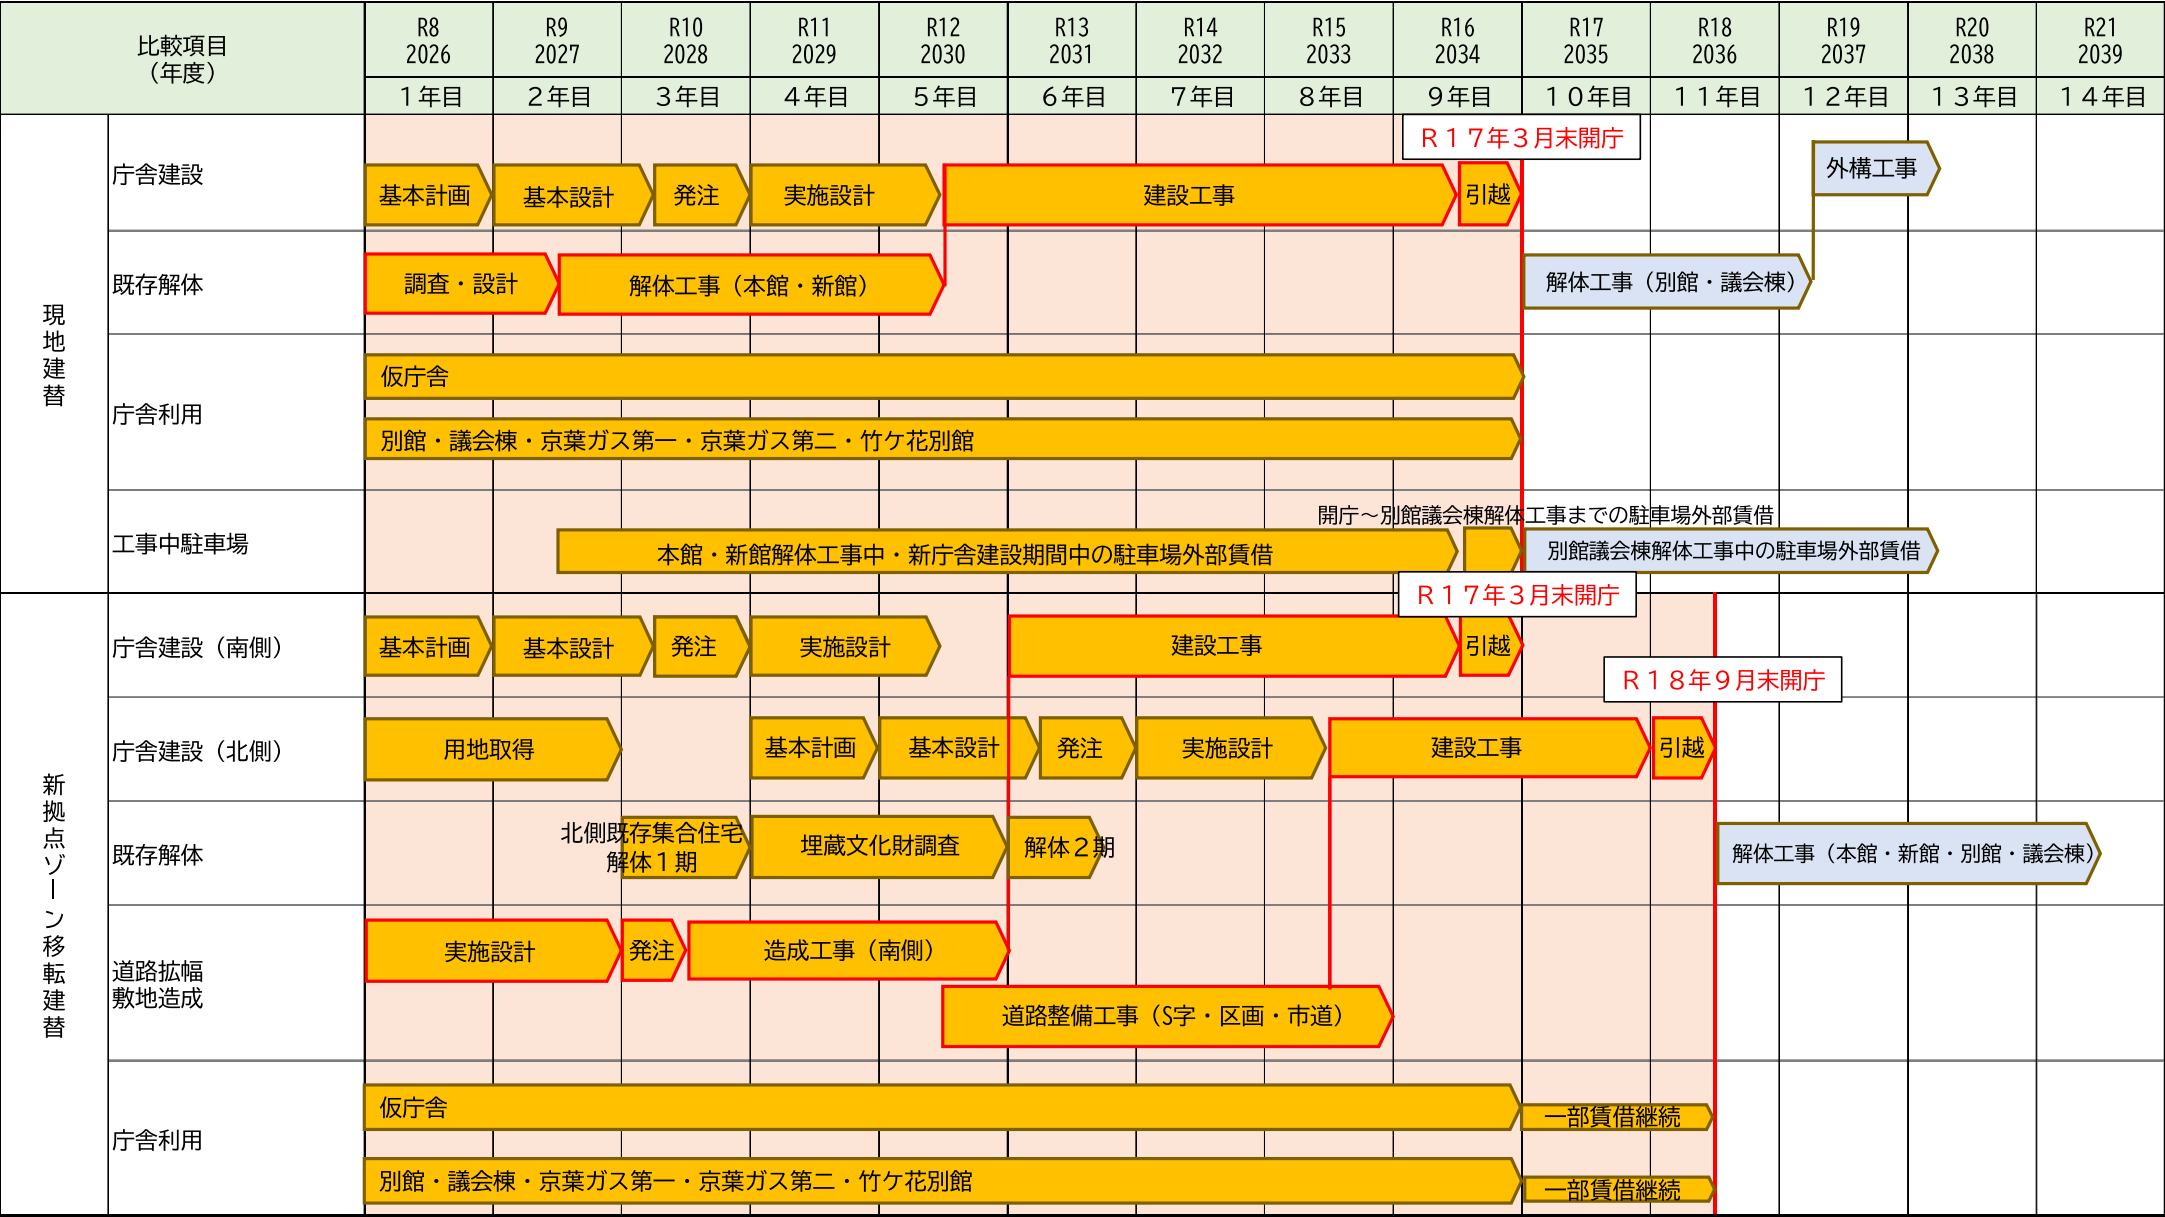 比較項目
（年度）
R8 R9 R10 R11 R12 R13 R14 R15 R16 R17 R18 R19 R20 R21
2026 2027 2028 2029 2030 2031 2032 2033 2034 2035 2036 2037 2038 2039
１年目 ２年目 ３年目 ４年目 ５年目 ６年目 ７年目 ８年目 ９年目 １０年目 １１年目 １２年目 １３年目 １４年目
現地建替
Ｒ１７年３月末開庁
庁舎建設
基本計画 基本設計 発注 実施設計 建設工事 引越 外構工事
既存解体
調査・設計 解体工事（本館・新館） 解体工事（別館・議会棟）
庁舎利用
仮庁舎
別館・議会棟・京葉ガス第一・京葉ガス第二・竹ケ花別館
工事中駐車場
開庁～別館議会棟解体工事までの駐車場外部賃借
本館・新館解体工事中・新庁舎建設期間中の駐車場外部賃借 別館議会棟解体工事中の駐車場外部賃借
新拠点ゾーン移転建替
Ｒ１７年３月末開庁
庁舎建設（南側）
基本計画 基本設計 発注 実施設計 建設工事 引越
Ｒ１８年９月末開庁
庁舎建設（北側）
用地取得 基本計画 基本設計 発注 実施設計 建設工事 引越
既存解体
北側既存集合住宅
解体１期
埋蔵文化財調査 解体２期 解体工事（本館・新館・別館・議会棟）
道路拡幅
敷地造成
実施設計 発注 造成工事（南側）
道路整備工事（S字・区画・市道）
庁舎利用
仮庁舎 一部賃借継続
別館・議会棟・京葉ガス第一・京葉ガス第二・竹ケ花別館 一部賃借継続